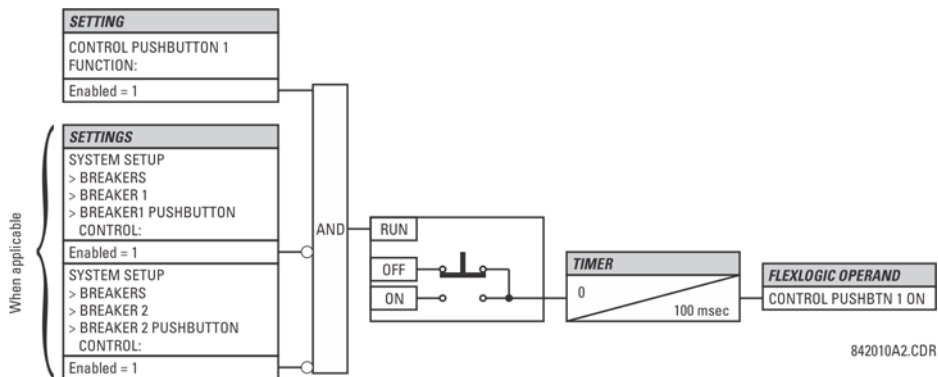 SETTING
CONTROL PUSHBUTTON 1
FUNCTION:
Enabled = 1
When applicable
SETTINGS
SYSTEM SETUP
> BREAKERS
> BREAKER 1
> BREAKER1 PUSHBUTTON
CONTROL:
Enabled = 1
SYSTEM SETUP
> BREAKERS
> BREAKER 2
> BREAKER 2 PUSHBUTTON
CONTROL:
Enabled = 1
AND
RUN
OFF
ON
TIMER
0
100 msec
FLEXLOGIC OPERAND
CONTROL PUSHBTN 1 ON
842010A2.CDR